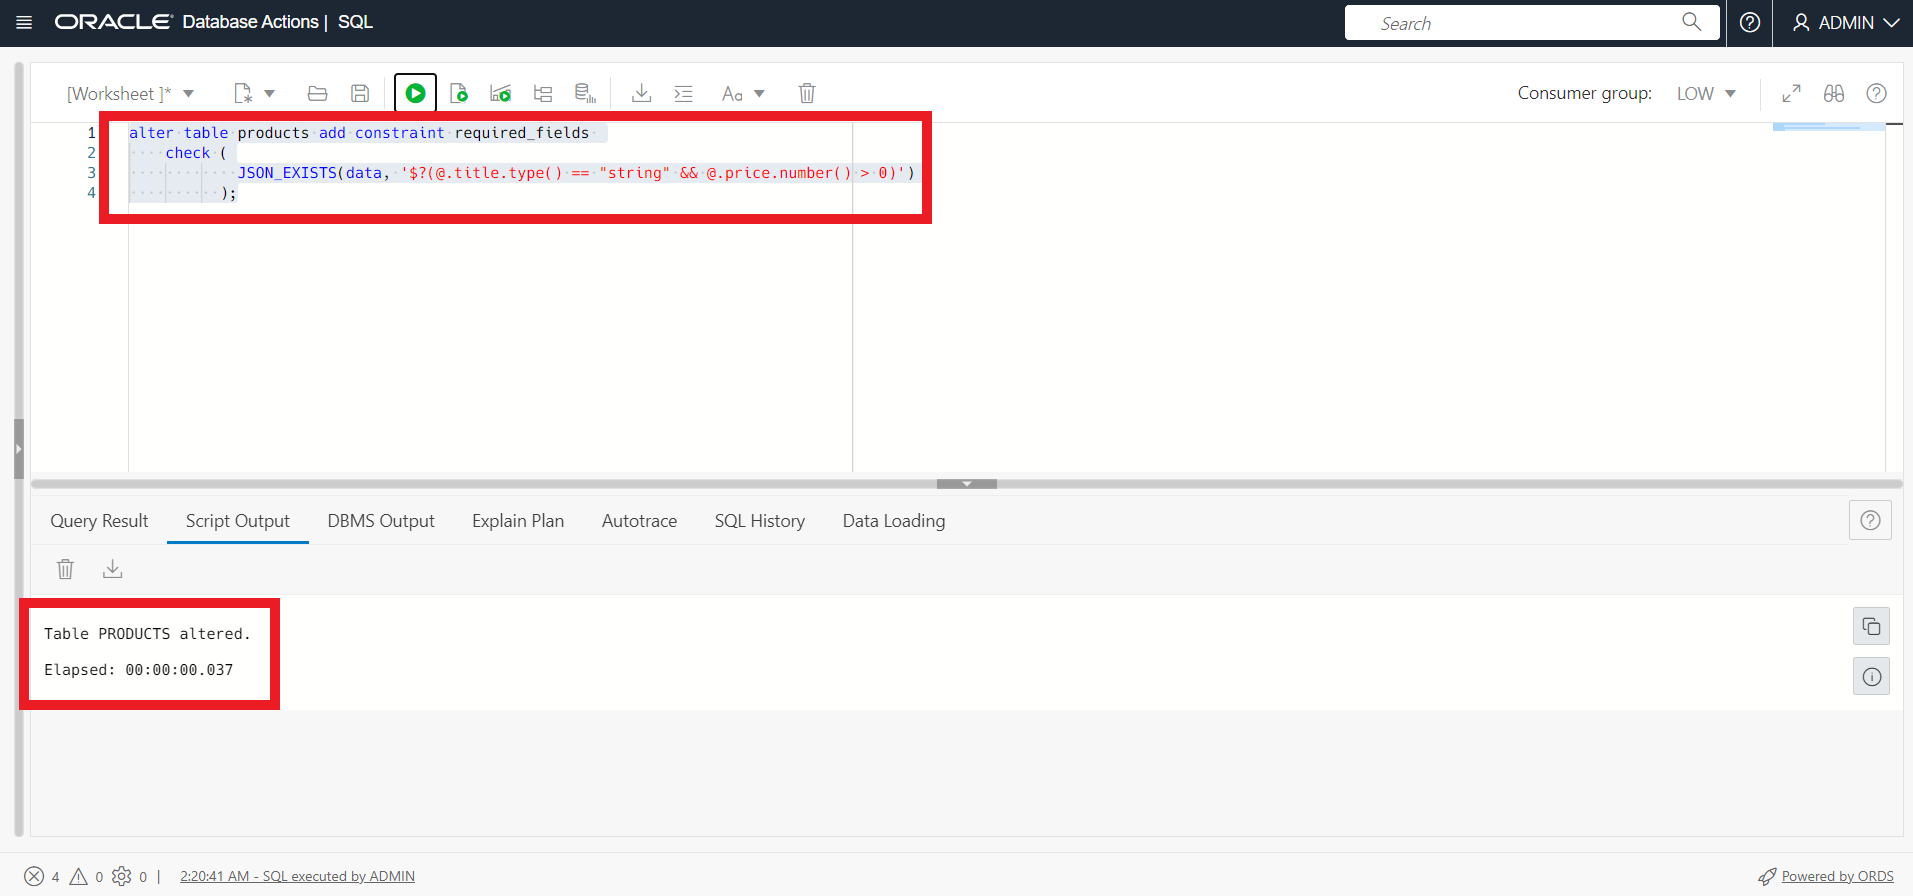 ORACLE Database Actions | SQL
Search
ADMIN
[Worksheet ]*
Aa
Consumer group: LOW
1 alter table products add constraint required_fields
2 check (
3 JSON_EXISTS(data, '$?(@.title.type() == "string" && @.price.number() > 0)')
4 );
Query Result Script Output DBMS Output Explain Plan Autotrace SQL History Data Loading
Table PRODUCTS altered.
Elapsed: 00:00:00.037
4 0 0 | 2:20:41 AM - SQL executed by ADMIN
Powered by ORDS